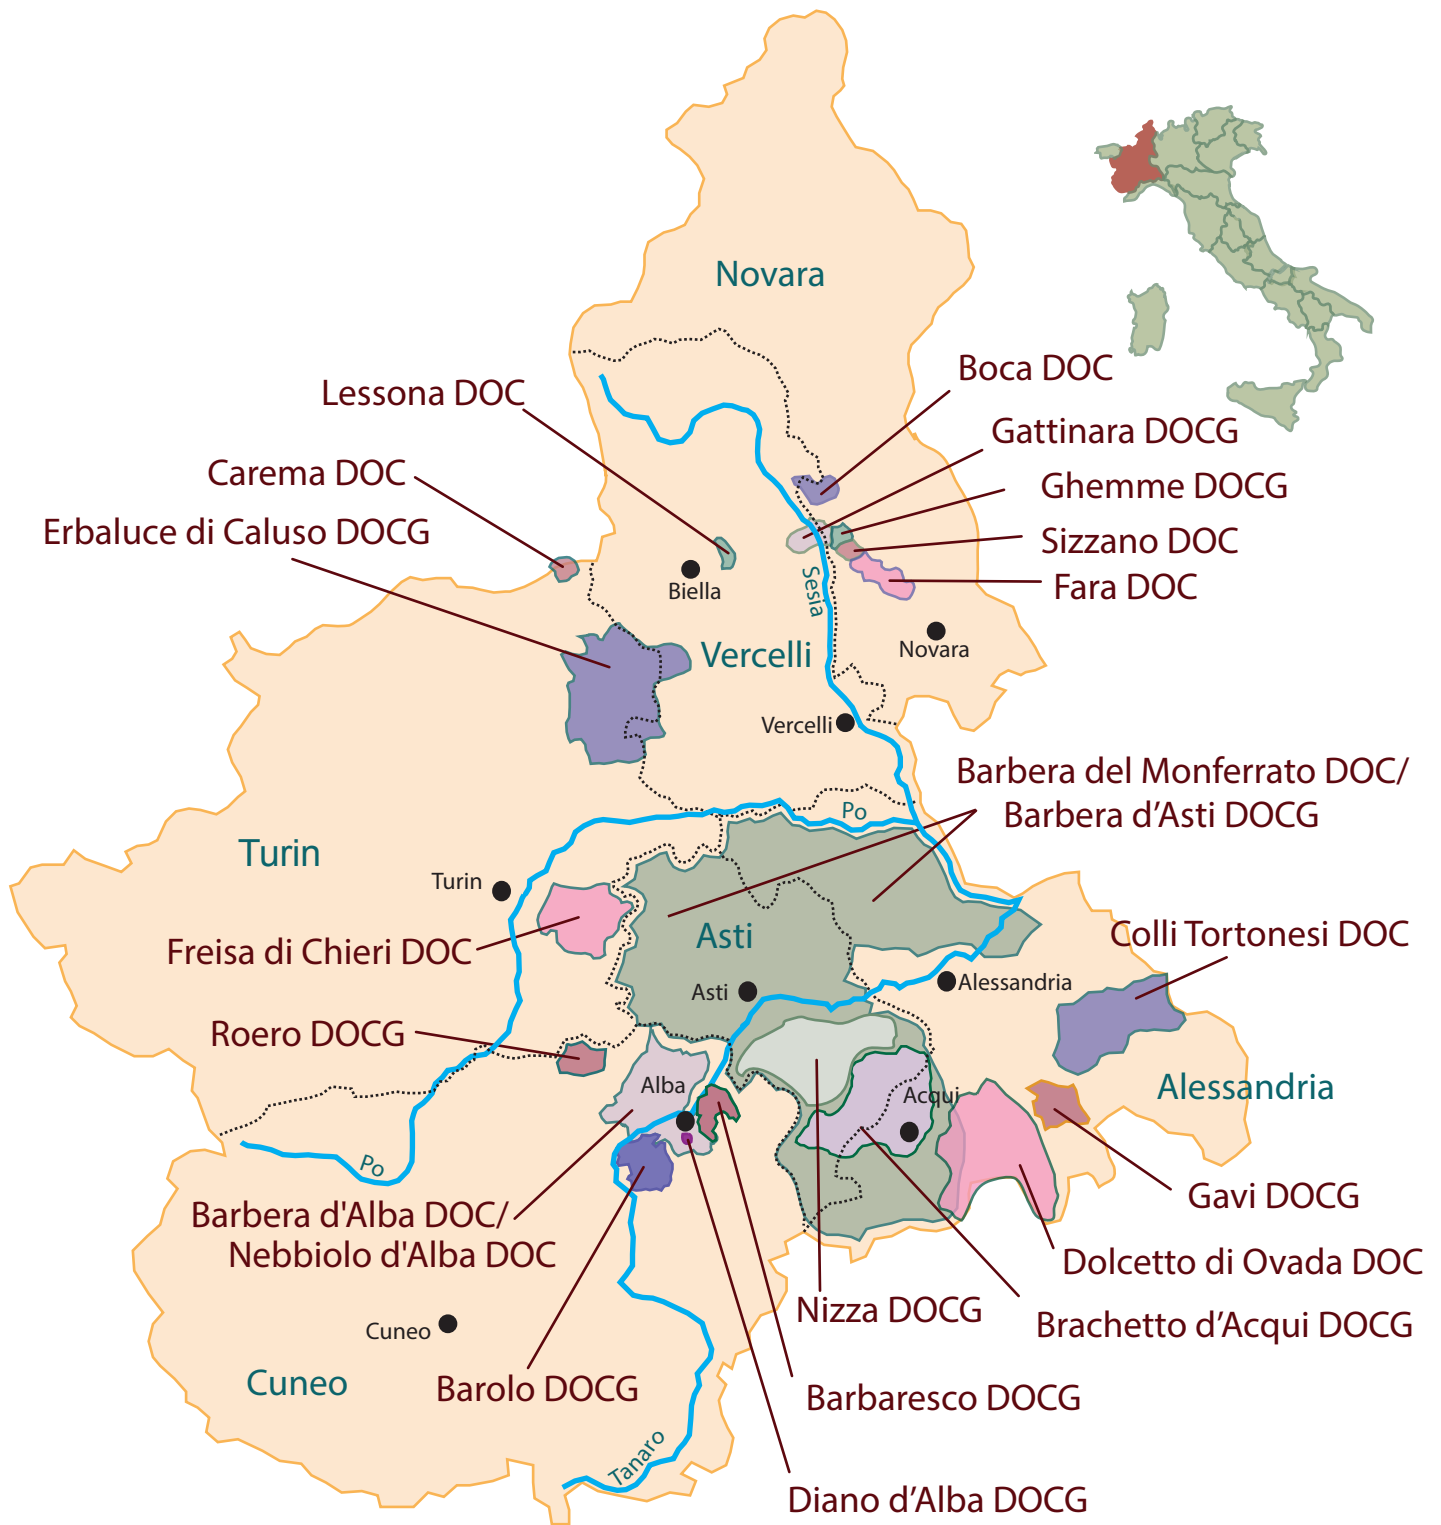 Novara
Boca DOC
Lessona DOC
Gattinara DOCG
Carema DOC
Ghemme DOCG
Erbaluce di Caluso DOCG
Sizzano DOC
Fara DOC
Sesia
Biella
Novara
Vercelli
Vercelli
Barbera del Monferrato DOC/
Barbera d’Asti DOCG
Po
Turin
Turin
Asti
Colli Tortonesi DOC
Freisa di Chieri DOC
Asti
Alessandria
Roero DOCG
Alba
Acqui
Alessandria
Po
Gavi DOCG
Barbera d'Alba DOC/
Nebbiolo d'Alba DOC
Dolcetto di Ovada DOC
Nizza DOCG
Brachetto d’Acqui DOCG
Cuneo
Cuneo
Barolo DOCG
Barbaresco DOCG
Tanaro
Diano d’Alba DOCG